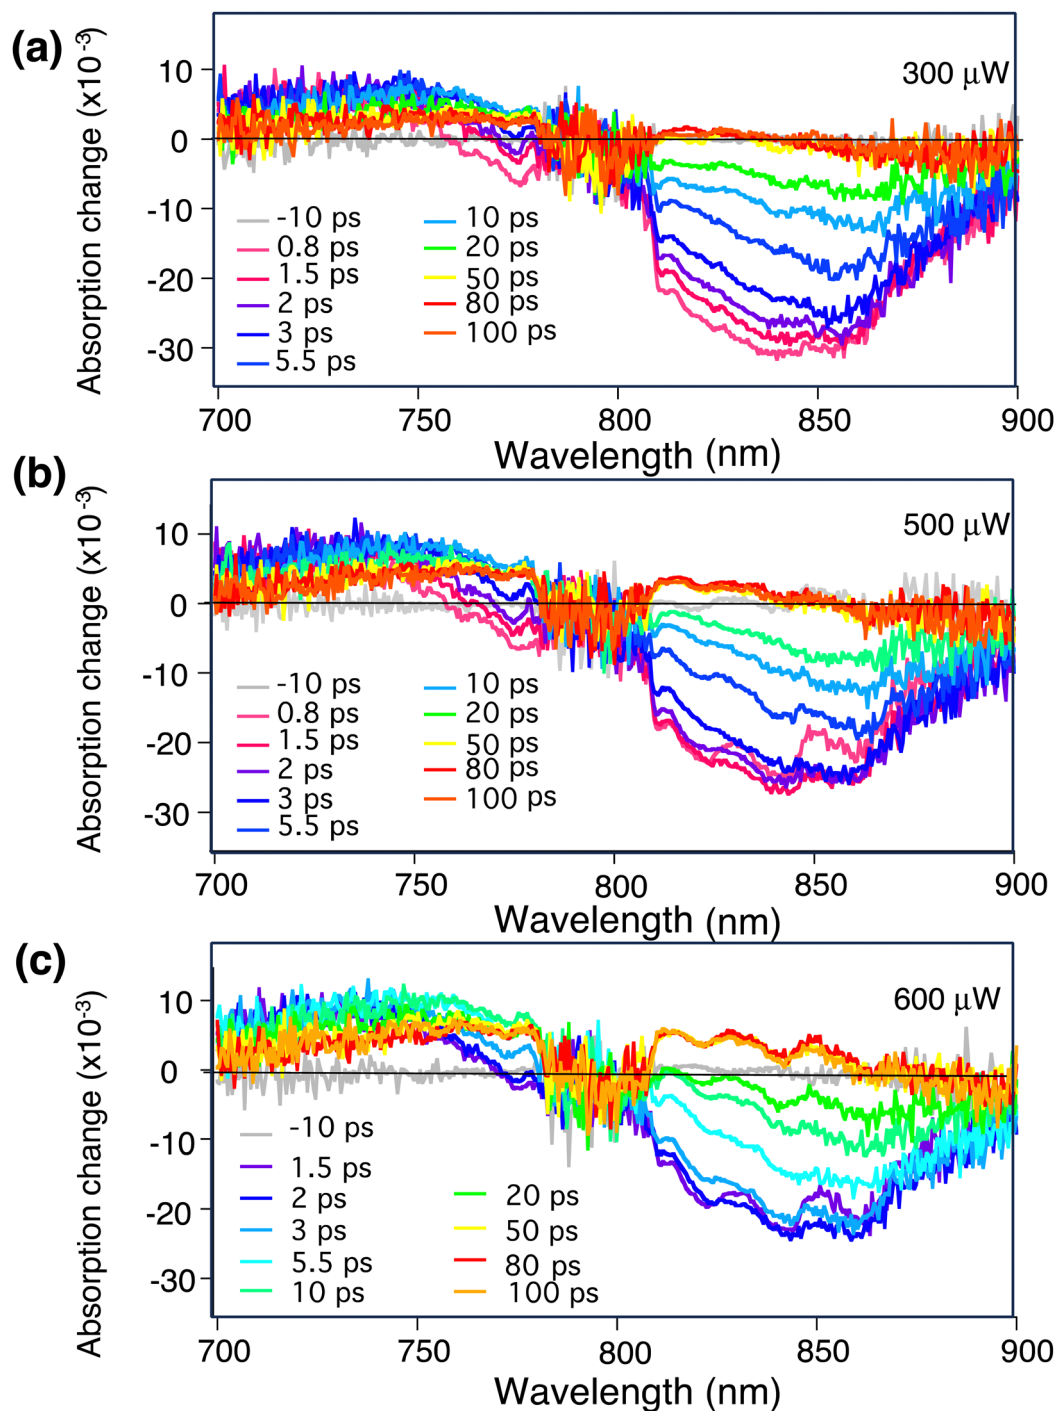 (a)
Absorption change (x10⁻³)
300 μW
10
0
-10
-20
-30
-10 ps
0.8 ps
1.5 ps
2 ps
3 ps
5.5 ps
10 ps
20 ps
50 ps
80 ps
100 ps
700 750 800 850 900
Wavelength (nm)
(b)
Absorption change (x10⁻³)
500 μW
10
0
-10
-20
-30
-10 ps
0.8 ps
1.5 ps
2 ps
3 ps
5.5 ps
10 ps
20 ps
50 ps
80 ps
100 ps
700 750 800 850 900
Wavelength (nm)
(c)
Absorption change (x10⁻³)
600 μW
10
0
-10
-20
-30
-10 ps
1.5 ps
2 ps
3 ps
5.5 ps
10 ps
20 ps
50 ps
80 ps
100 ps
700 750 800 850 900
Wavelength (nm)